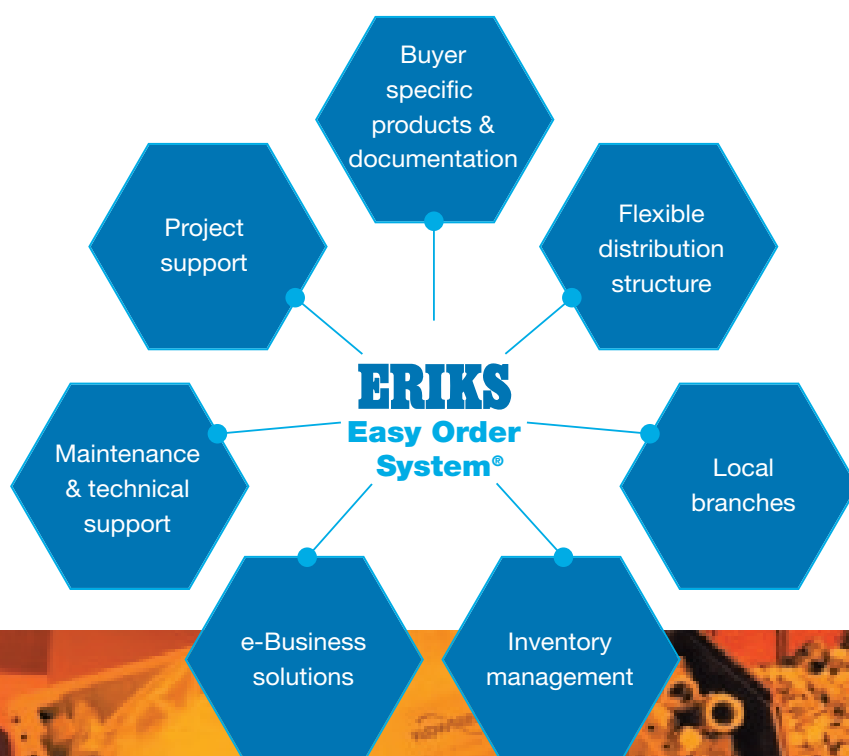 Buyer
specific
products &
documentation
Project
support
Flexible
distribution
structure
ERIKS
Easy Order
System®
Maintenance
& technical
support
Local
branches
e-Business
solutions
Inventory
management